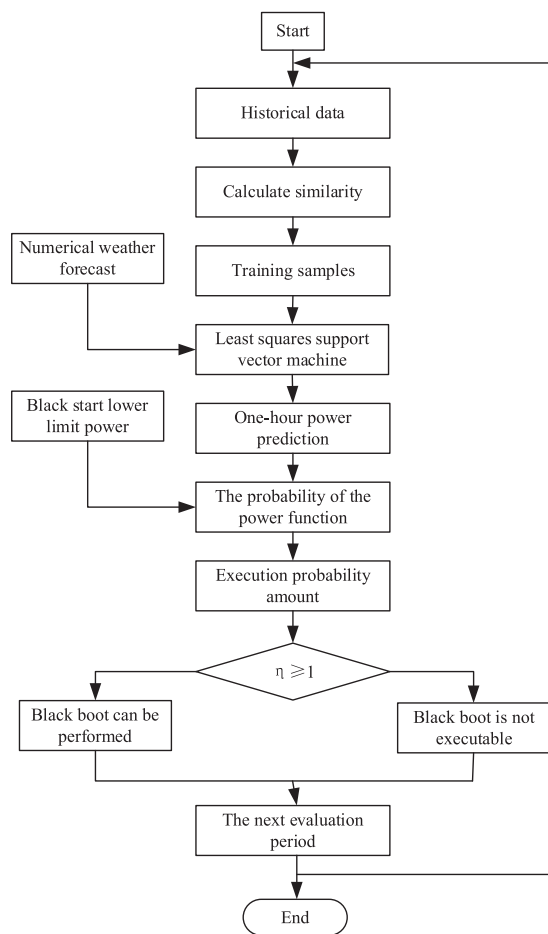 Start
Historical data
Calculate similarity
Numerical weather
forecast
Training samples
Least squares support
vector machine
Black start lower
limit power
One-hour power
prediction
The probability of the
power function
Execution probability
amount
η ≥1
Black boot can be
performed
Black boot is not
executable
The next evaluation
period
End